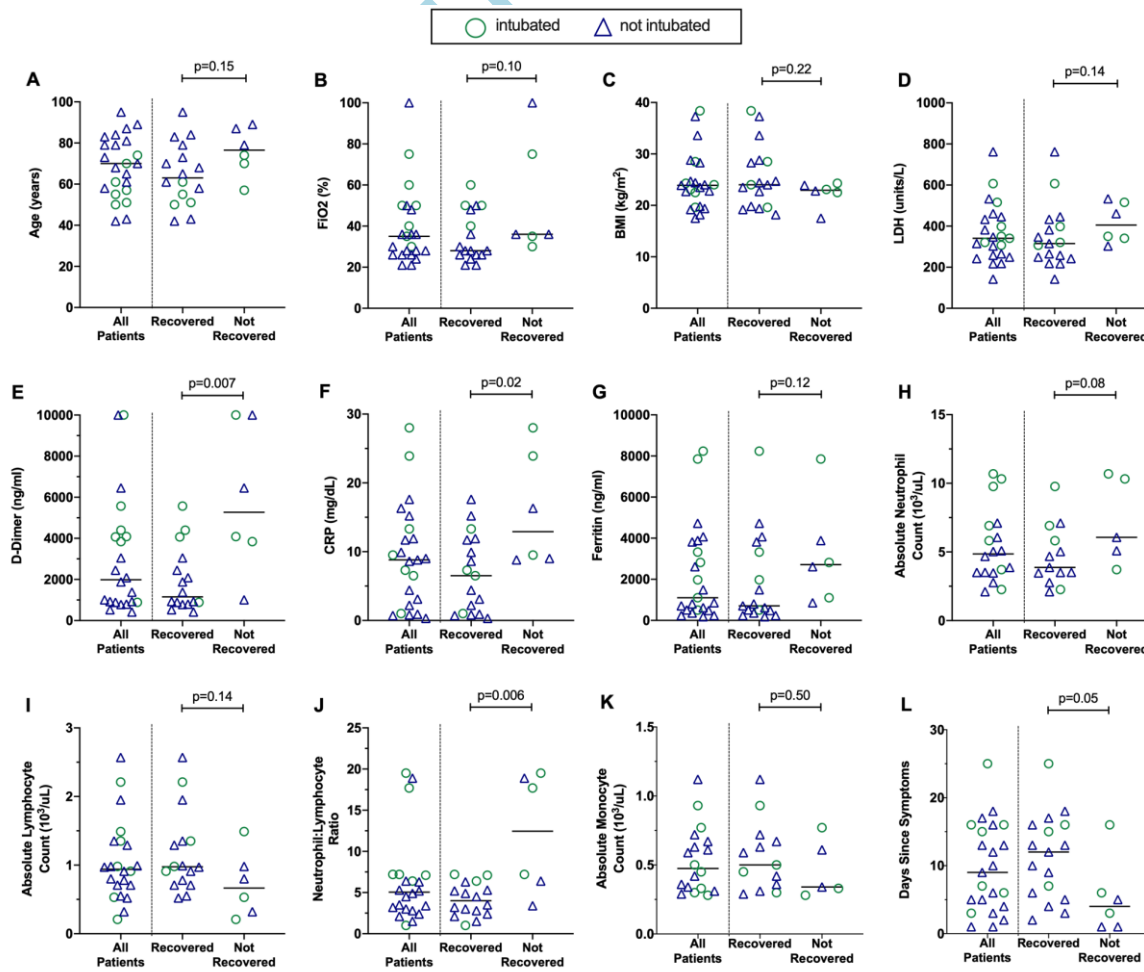 intubated not intubated
A
p=0.15
Age (years)
100
80
60
40
20
0
All Patients
Recovered
Not Recovered
B
p=0.10
FiO2 (%)
100
80
60
40
20
0
All Patients
Recovered
Not Recovered
C
p=0.22
BMI (kg/m²)
40
30
20
10
0
All Patients
Recovered
Not Recovered
D
p=0.14
LDH (units/L)
1000
800
600
400
200
0
All Patients
Recovered
Not Recovered
E
p=0.007
D-Dimer (ng/ml)
10000
8000
6000
4000
2000
0
All Patients
Recovered
Not Recovered
F
p=0.02
CRP (mg/dL)
30
20
10
0
All Patients
Recovered
Not Recovered
G
p=0.12
Ferritin (ng/ml)
10000
8000
6000
4000
2000
0
All Patients
Recovered
Not Recovered
H
p=0.08
Absolute Neutrophil
Count (10³/uL)
15
10
5
0
All Patients
Recovered
Not Recovered
I
p=0.14
Absolute Lymphocyte
Count (10³/uL)
3
2
1
0
All Patients
Recovered
Not Recovered
J
p=0.006
Neutrophil:Lymphocyte
Ratio
25
20
15
10
5
0
All Patients
Recovered
Not Recovered
K
p=0.50
Absolute Monocyte
Count (10³/uL)
1.5
1.0
0.5
0.0
All Patients
Recovered
Not Recovered
L
p=0.05
Days Since Symptoms
30
20
10
0
All Patients
Recovered
Not Recovered